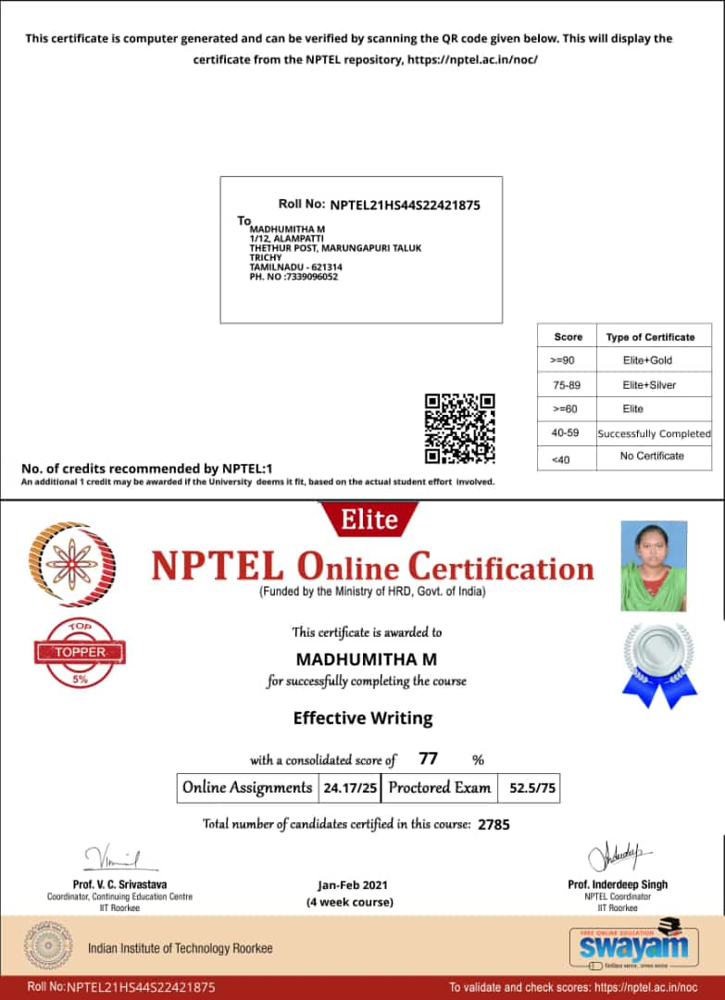 This certificate is computer generated and can be verified by scanning the QR code given below. This will display the
certificate from the NPTEL repository, https://nptel.ac.in/noc/
Roll No: NPTEL21HS44S22421875
To
MADHUMITHA M
1/12, ALAMPATTI
THETHUR POST, MARUNGAPURI TALUK
TRICHY
TAMILNADU - 621314
PH. NO :7339096052
Score Type of Certificate
>=90 Elite+Gold
75-89 Elite+Silver
>=60 Elite
40-59 Successfully Completed
<40 No Certificate
No. of credits recommended by NPTEL:1
An additional 1 credit may be awarded if the University deems it fit, based on the actual student effort involved.
Elite
NPTEL Online Certification
(Funded by the Ministry of HRD, Govt. of India)
TOP
TOPPER
5%
This certificate is awarded to
MADHUMITHA M
for successfully completing the course
Effective Writing
with a consolidated score of 77 %
Online Assignments 24.17/25 Proctored Exam 52.5/75
Total number of candidates certified in this course: 2785
Prof. V. C. Srivastava
Coordinator, Continuing Education Centre
IIT Roorkee
Jan-Feb 2021
(4 week course)
Prof. Inderdeep Singh
NPTEL Coordinator
IIT Roorkee
Indian Institute of Technology Roorkee
FREE ONLINE EDUCATION
swayam
शिक्षित भारत, उन्नत भारत
Roll No:NPTEL21HS44S22421875
To validate and check scores: https://nptel.ac.in/noc